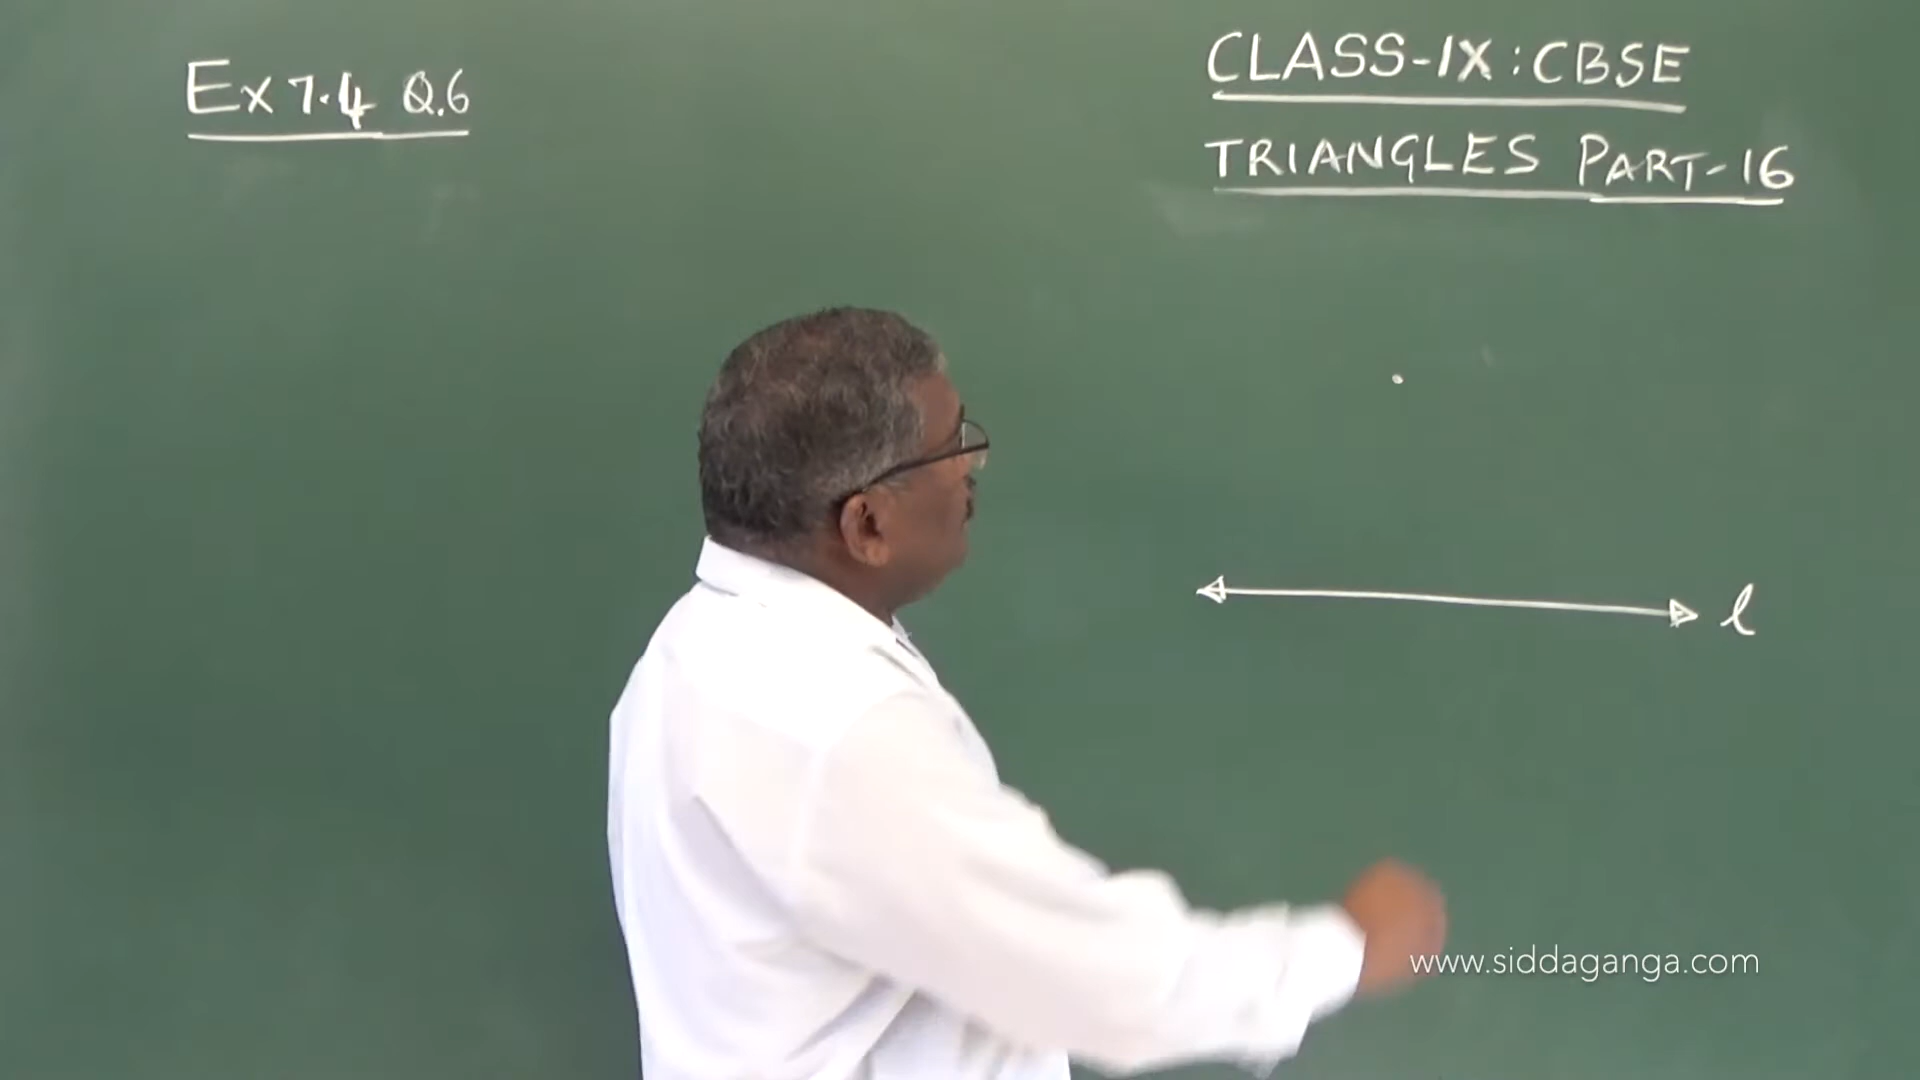 Ex 7.4 Q.6
CLASS-IX : CBSE
TRIANGLES PART-16
l
www.siddaganga.com